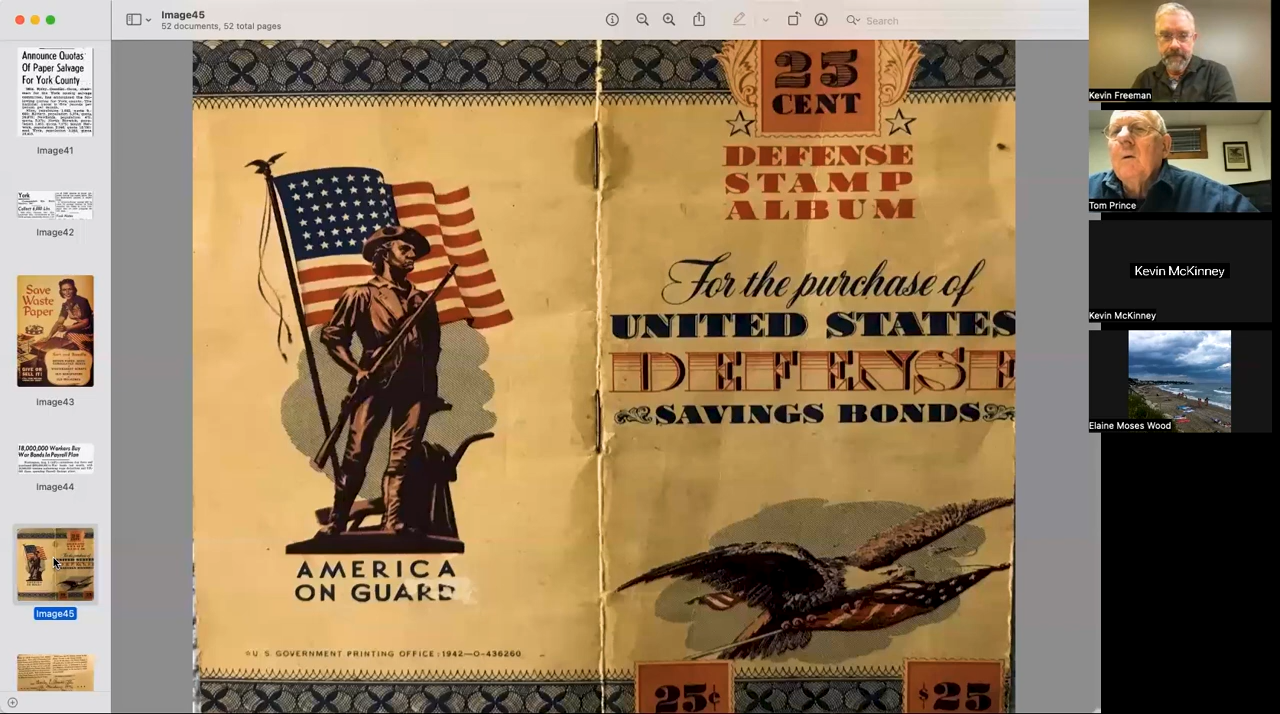 Image45
52 documents, 52 total pages
Search
Announce Quotas
Of Paper Salvage
For York County
Image41
York
Image42
Save
Waste
Paper
Image43
18,000,000 Workers Buy
War Bonds In Payroll Plan
Image44
Image45
AMERICA
ON GUARD
U. S. GOVERNMENT PRINTING OFFICE : 1942—O-436260
25
CENT
DEFENSE
STAMP
ALBUM
For the purchase of
UNITED STATES
DEFENSE
SAVINGS BONDS
25¢
$25
Kevin Freeman
Tom Prince
Kevin McKinney
Kevin McKinney
Elaine Moses Wood